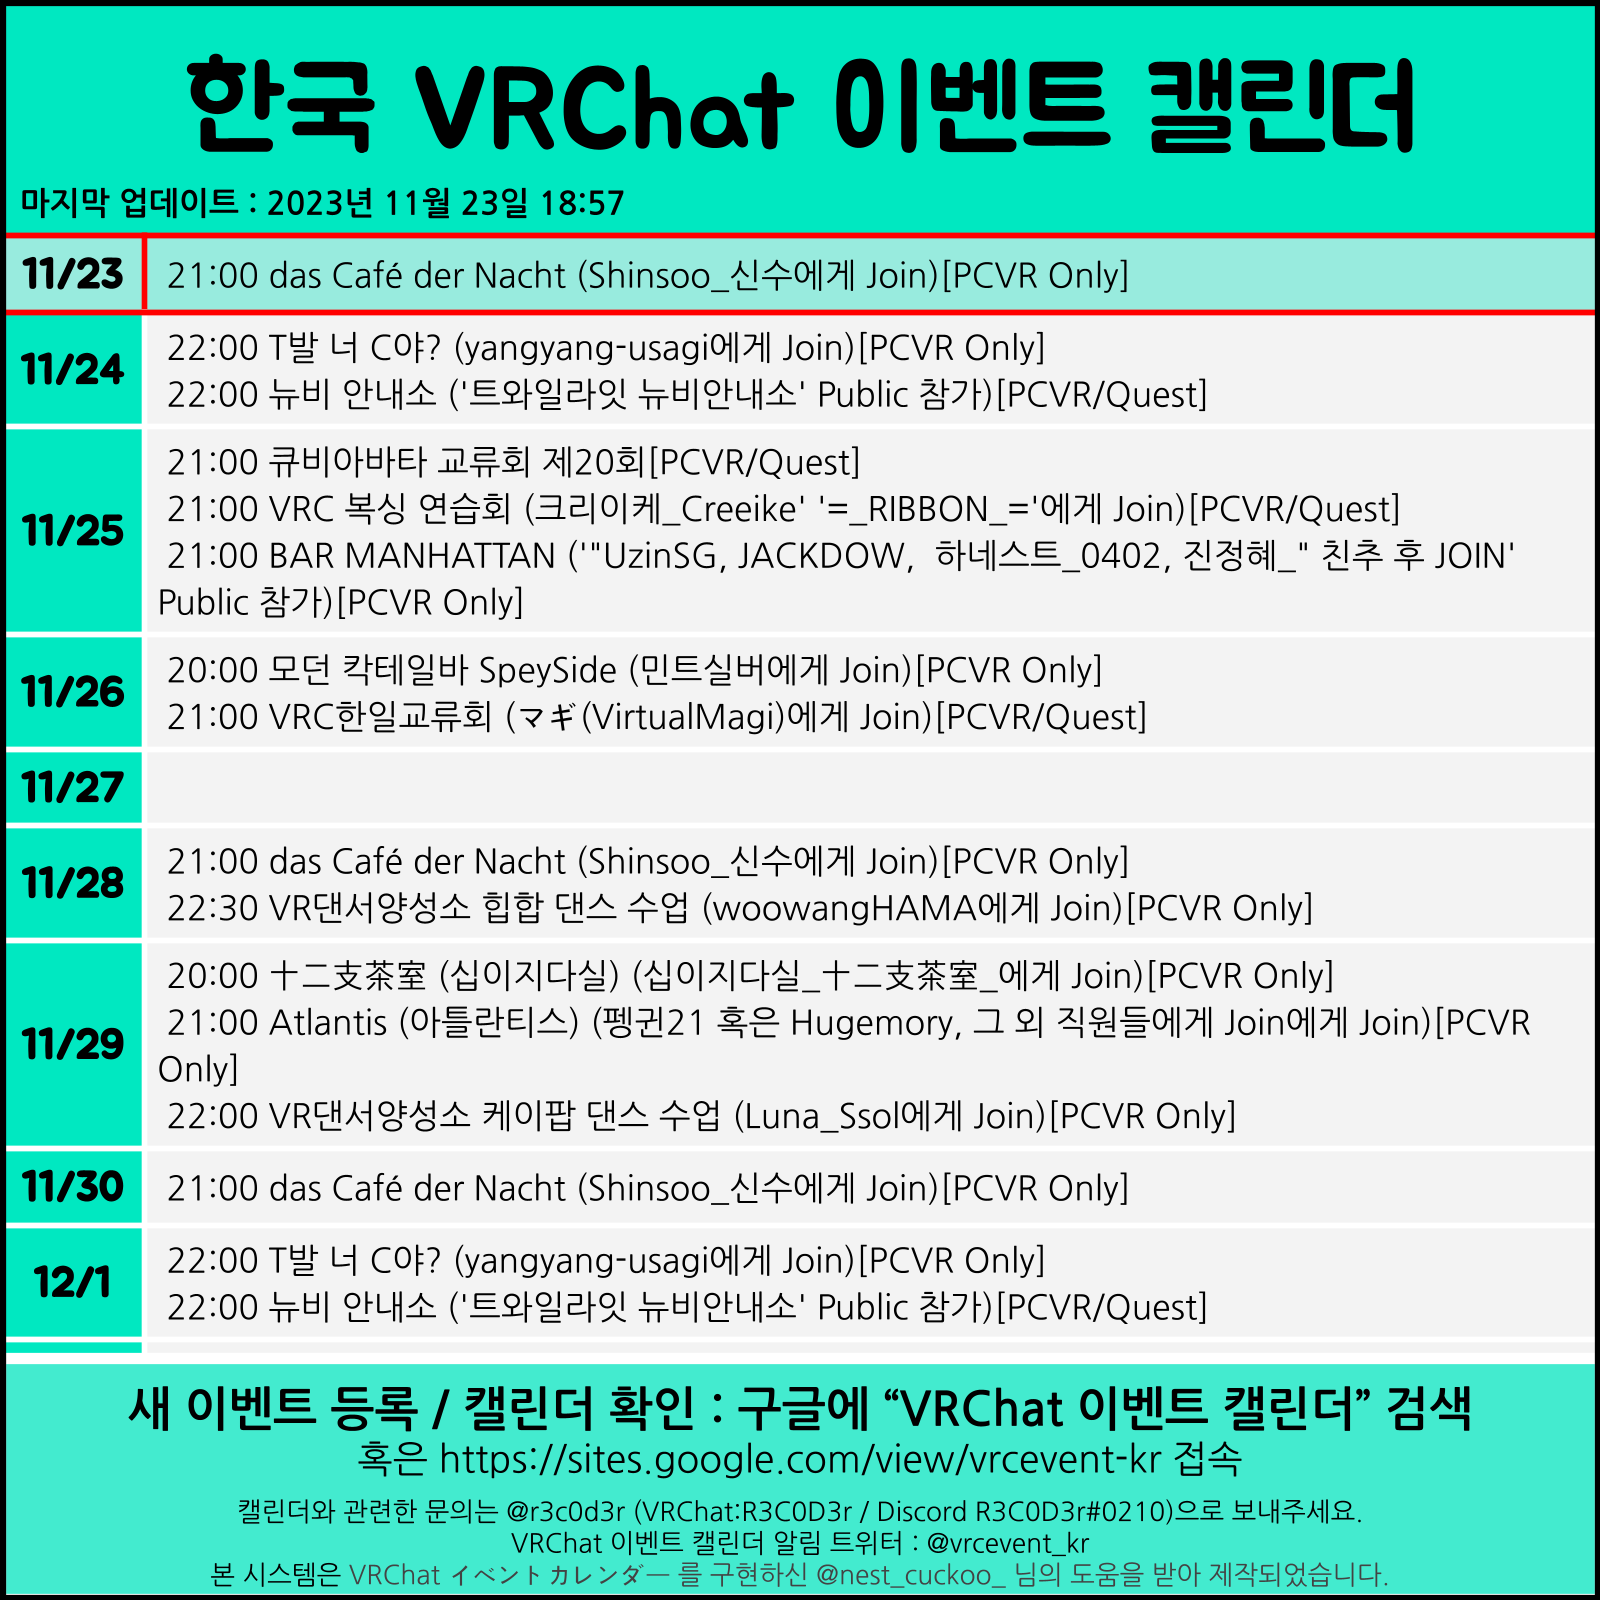 한국 VRChat 이벤트 캘린더
마지막 업데이트 : 2023년 11월 23일 18:57
11/23
21:00 das Café der Nacht (Shinsoo_신수에게 Join)[PCVR Only]
11/24
22:00 T발 너 C야? (yangyang-usagi에게 Join)[PCVR Only]
22:00 뉴비 안내소 ('트와일라잇 뉴비안내소' Public 참가)[PCVR/Quest]
11/25
21:00 큐비아바타 교류회 제20회[PCVR/Quest]
21:00 VRC 복싱 연습회 (크리이케_Creeike' '=_RIBBON_='에게 Join)[PCVR/Quest]
21:00 BAR MANHATTAN ('"UzinSG, JACKDOW,  하네스트_0402, 진정혜_" 친추 후 JOIN'
Public 참가)[PCVR Only]
11/26
20:00 모던 칵테일바 SpeySide (민트실버에게 Join)[PCVR Only]
21:00 VRC한일교류회 (マギ(VirtualMagi)에게 Join)[PCVR/Quest]
11/27
11/28
21:00 das Café der Nacht (Shinsoo_신수에게 Join)[PCVR Only]
22:30 VR댄서양성소 힙합 댄스 수업 (woowangHAMA에게 Join)[PCVR Only]
11/29
20:00 十二支茶室 (십이지다실) (십이지다실_十二支茶室_에게 Join)[PCVR Only]
21:00 Atlantis (아틀란티스) (펭귄21 혹은 Hugemory, 그 외 직원들에게 Join에게 Join)[PCVR
Only]
22:00 VR댄서양성소 케이팝 댄스 수업 (Luna_Ssol에게 Join)[PCVR Only]
11/30
21:00 das Café der Nacht (Shinsoo_신수에게 Join)[PCVR Only]
12/1
22:00 T발 너 C야? (yangyang-usagi에게 Join)[PCVR Only]
22:00 뉴비 안내소 ('트와일라잇 뉴비안내소' Public 참가)[PCVR/Quest]
새 이벤트 등록 / 캘린더 확인 : 구글에 “VRChat 이벤트 캘린더” 검색
혹은 https://sites.google.com/view/vrcevent-kr 접속
캘린더와 관련한 문의는 @r3c0d3r (VRChat:R3C0D3r / Discord R3C0D3r#0210)으로 보내주세요.
VRChat 이벤트 캘린더 알림 트위터 : @vrcevent_kr
본 시스템은 VRChat イベントカレンダー 를 구현하신 @nest_cuckoo_ 님의 도움을 받아 제작되었습니다.